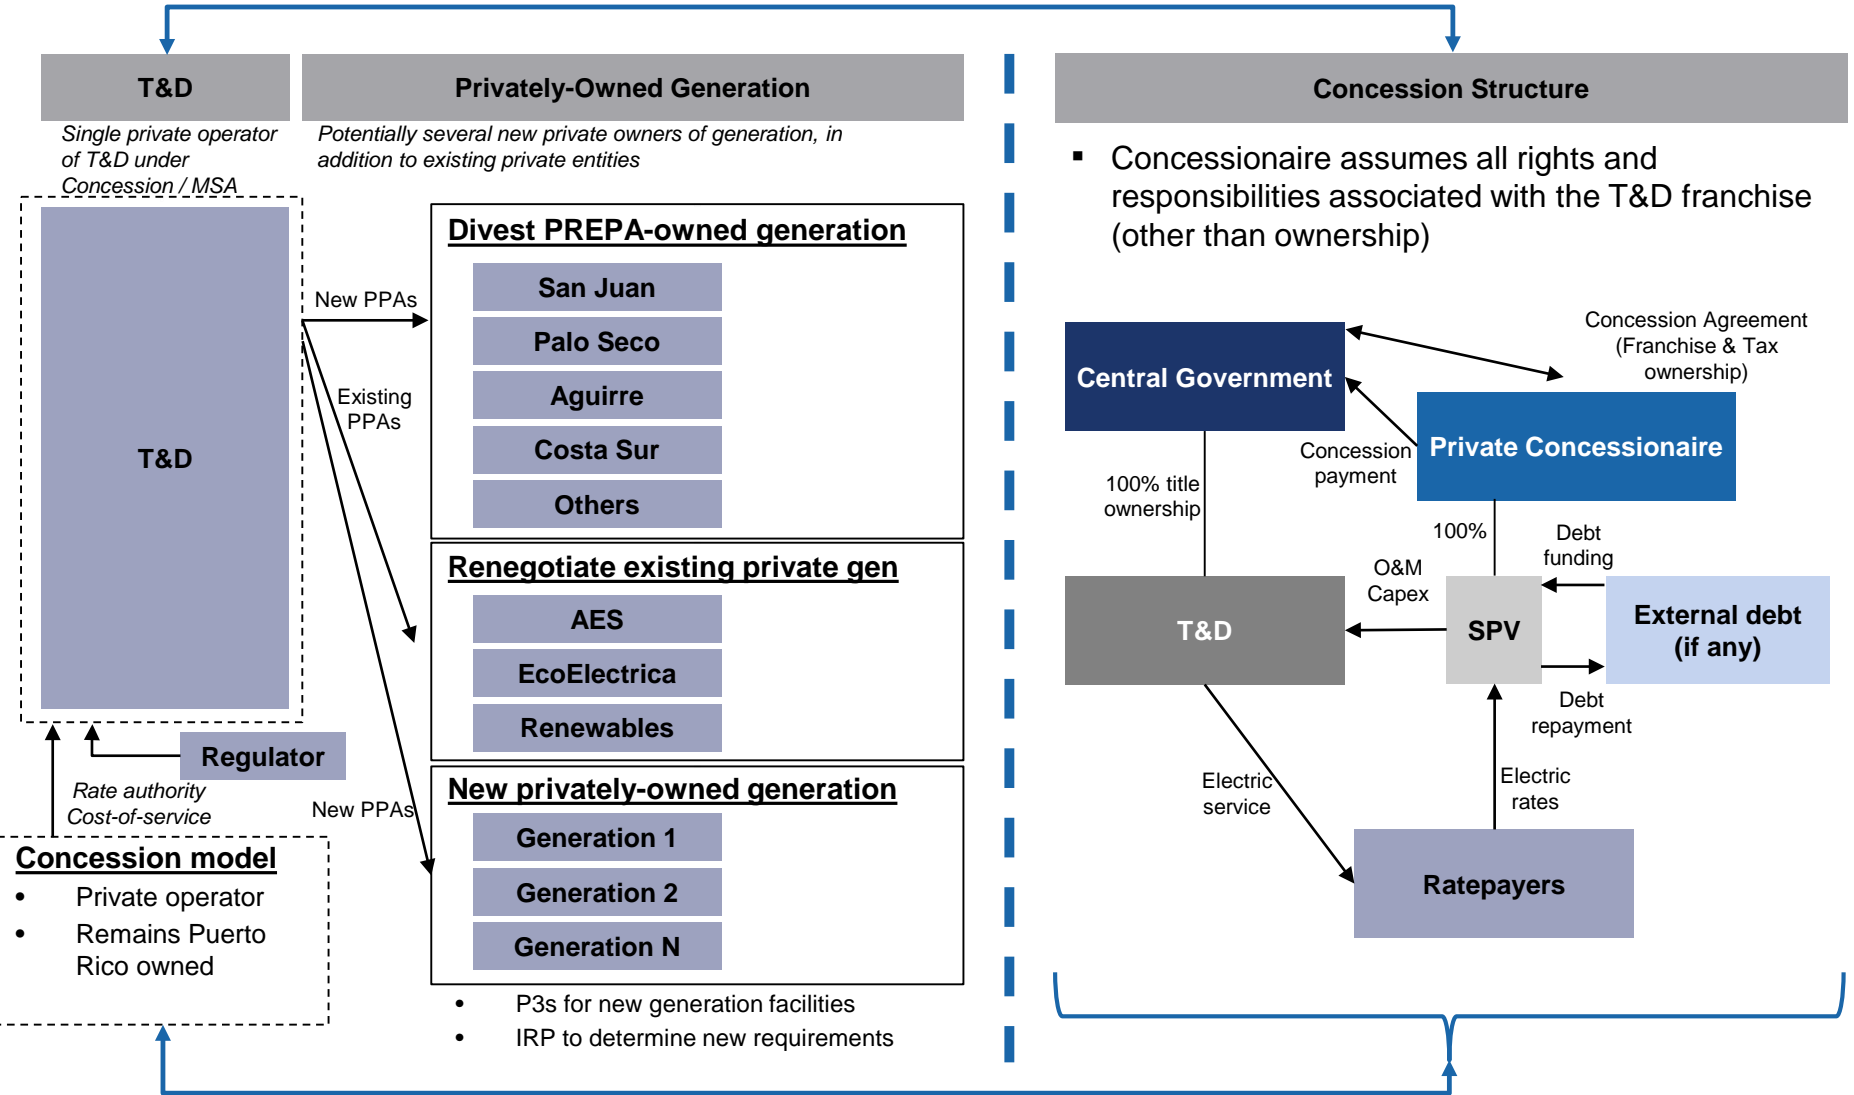 T&D
Privately-Owned Generation
Concession Structure
Single private operator
of T&D under
Concession / MSA
Potentially several new private owners of generation, in
addition to existing private entities
▪ Concessionaire assumes all rights and
responsibilities associated with the T&D franchise
(other than ownership)
T&D
New PPAs
Existing
PPAs
New PPAs
Divest PREPA-owned generation
San Juan
Palo Seco
Aguirre
Costa Sur
Others
Renegotiate existing private gen
AES
EcoElectrica
Renewables
New privately-owned generation
Generation 1
Generation 2
Generation N
• P3s for new generation facilities
• IRP to determine new requirements
Regulator
Rate authority
Cost-of-service
Concession model
• Private operator
• Remains Puerto
Rico owned
Central Government
Concession Agreement
(Franchise & Tax
ownership)
Private Concessionaire
Concession
payment
100% title
ownership
100%
Debt
funding
O&M
Capex
T&D
SPV
External debt
(if any)
Debt
repayment
Electric
service
Electric
rates
Ratepayers